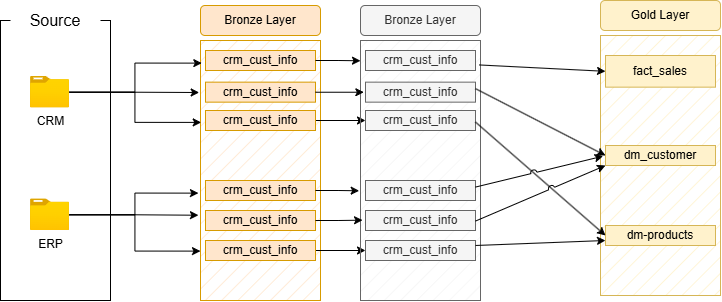 Source
Bronze Layer
Bronze Layer
Gold Layer
CRM
ERP
crm_cust_info
crm_cust_info
crm_cust_info
crm_cust_info
crm_cust_info
crm_cust_info
crm_cust_info
crm_cust_info
crm_cust_info
crm_cust_info
crm_cust_info
crm_cust_info
fact_sales
dm_customer
dm-products